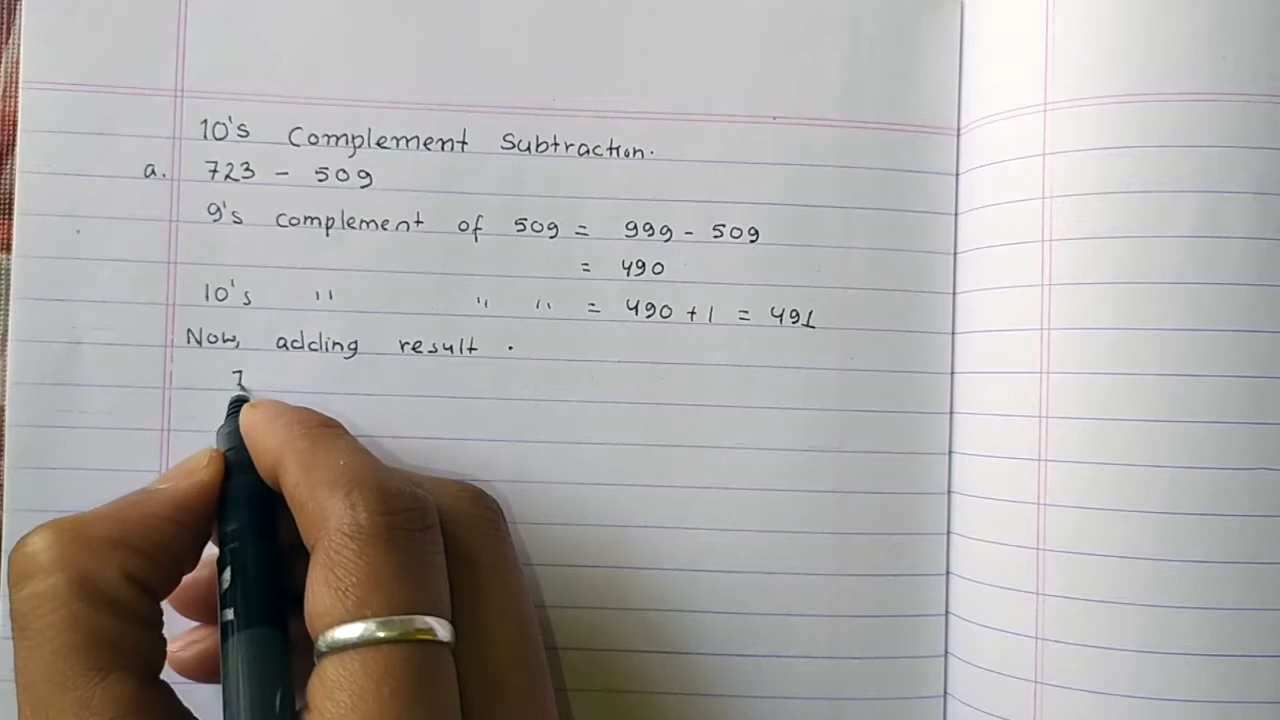 10's Complement Subtraction.
a. 723 - 509
9's complement of 509 = 999 - 509
= 490
10's " " " = 490 + 1 = 491
Now, adding result.
7